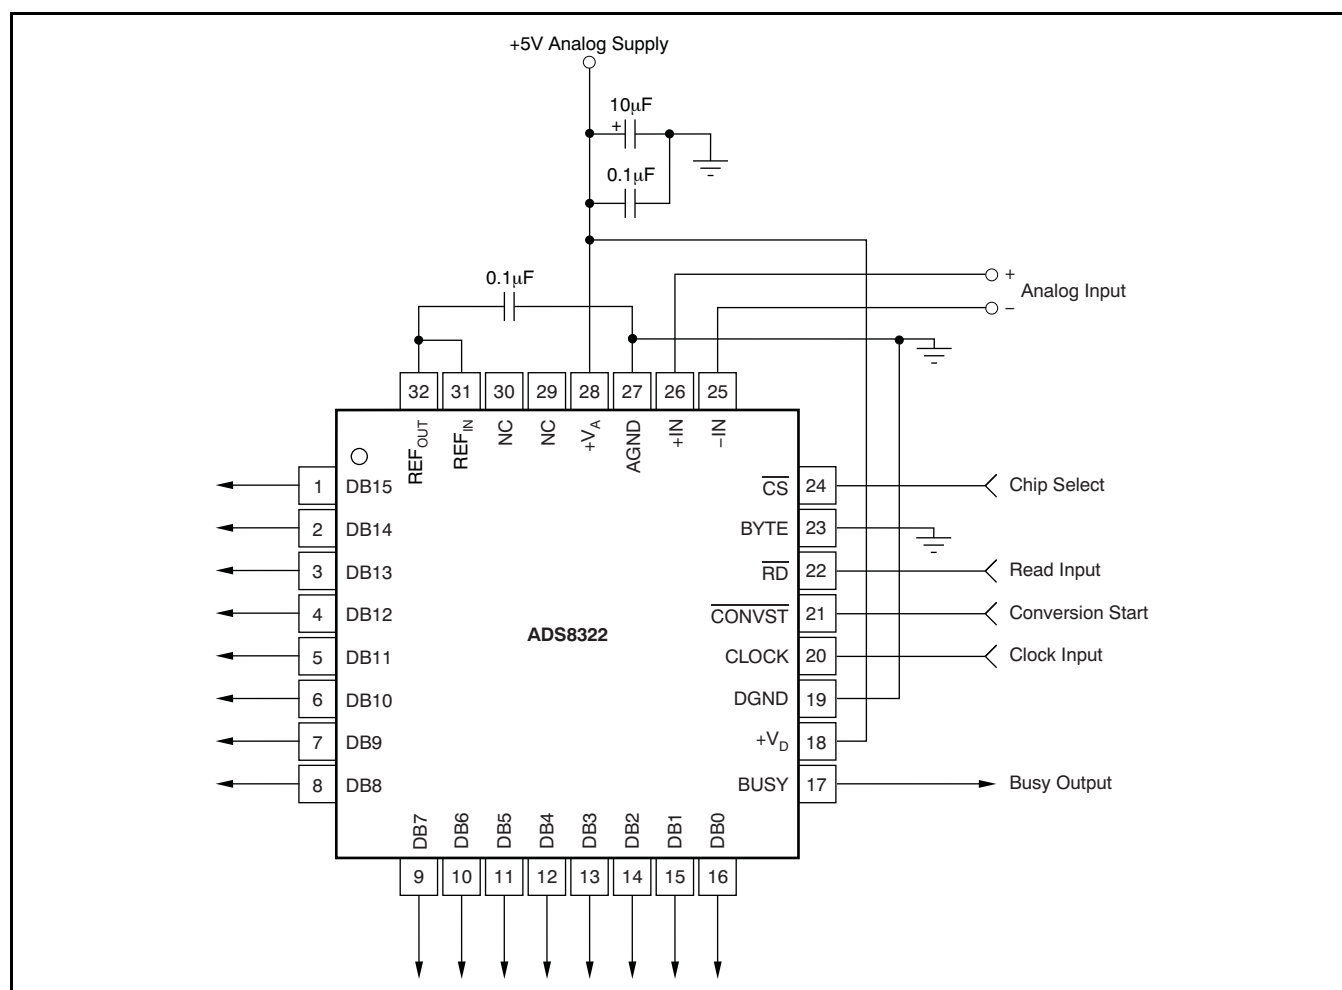 +5V Analog Supply
10μF
+
0.1μF
0.1μF
+
Analog Input
–
32 31 30 29 28 27 26 25
REFOUT REFIN NC NC +VA AGND +IN –IN
1 DB15
2 DB14
3 DB13
4 DB12
5 DB11
6 DB10
7 DB9
8 DB8
ADS8322
CS 24 Chip Select
BYTE 23
RD 22 Read Input
CONVST 21 Conversion Start
CLOCK 20 Clock Input
DGND 19
+VD 18
BUSY 17 Busy Output
DB7 DB6 DB5 DB4 DB3 DB2 DB1 DB0
9 10 11 12 13 14 15 16